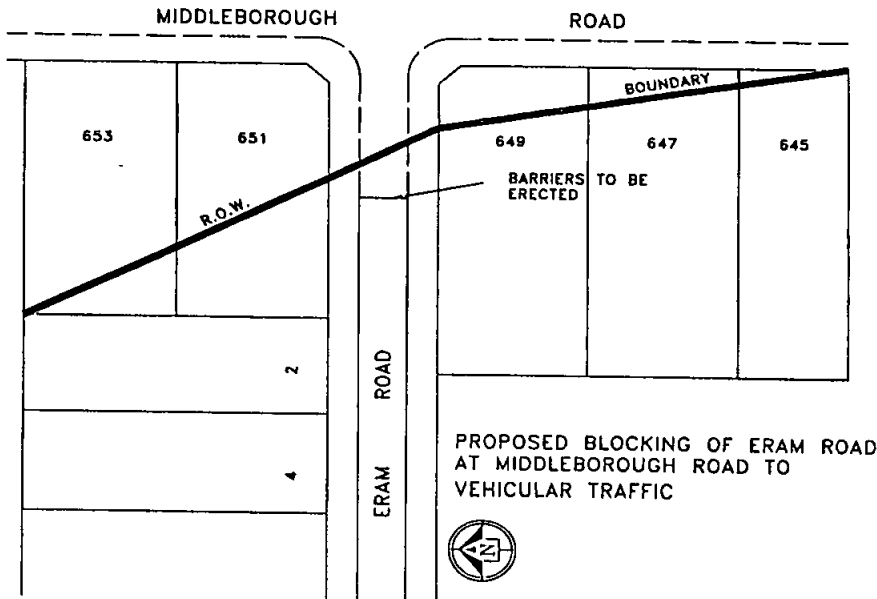 MIDDLEBOROUGH ROAD
BOUNDARY
653
651
649
647
645
BARRIERS TO BE
ERECTED
R.O.W.
2
ERAM ROAD
4
PROPOSED BLOCKING OF ERAM ROAD
AT MIDDLEBOROUGH ROAD TO
VEHICULAR TRAFFIC
N